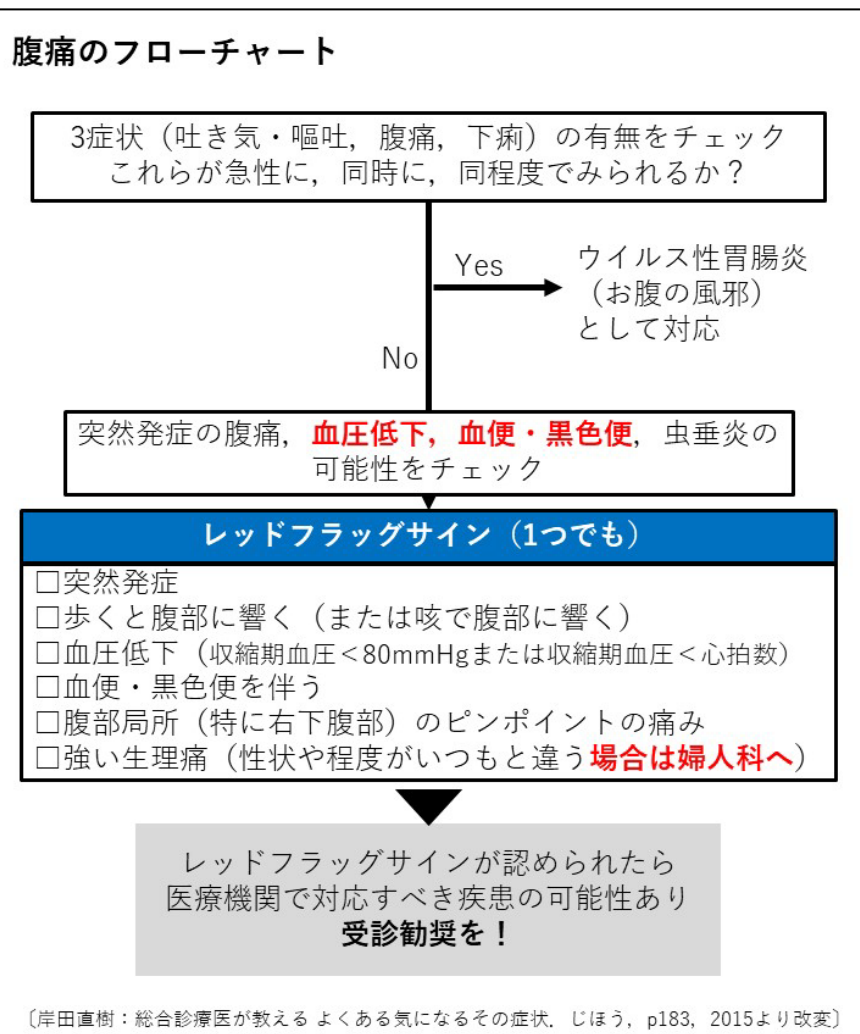 腹痛のフローチャート
3症状（吐き気・嘔吐，腹痛，下痢）の有無をチェック
これらが急性に，同時に，同程度でみられるか？
Yes
ウイルス性胃腸炎
（お腹の風邪）
として対応
No
突然発症の腹痛，血圧低下，血便・黒色便，虫垂炎の
可能性をチェック
レッドフラッグサイン（1つでも）
□突然発症
□歩くと腹部に響く（または咳で腹部に響く）
□血圧低下（収縮期血圧＜80mmHgまたは収縮期血圧＜心拍数）
□血便・黒色便を伴う
□腹部局所（特に右下腹部）のピンポイントの痛み
□強い生理痛（性状や程度がいつもと違う場合は婦人科へ）
レッドフラッグサインが認められたら
医療機関で対応すべき疾患の可能性あり
受診勧奨を！
〔岸田直樹：総合診療医が教える よくある気になるその症状．じほう，p183，2015より改変〕